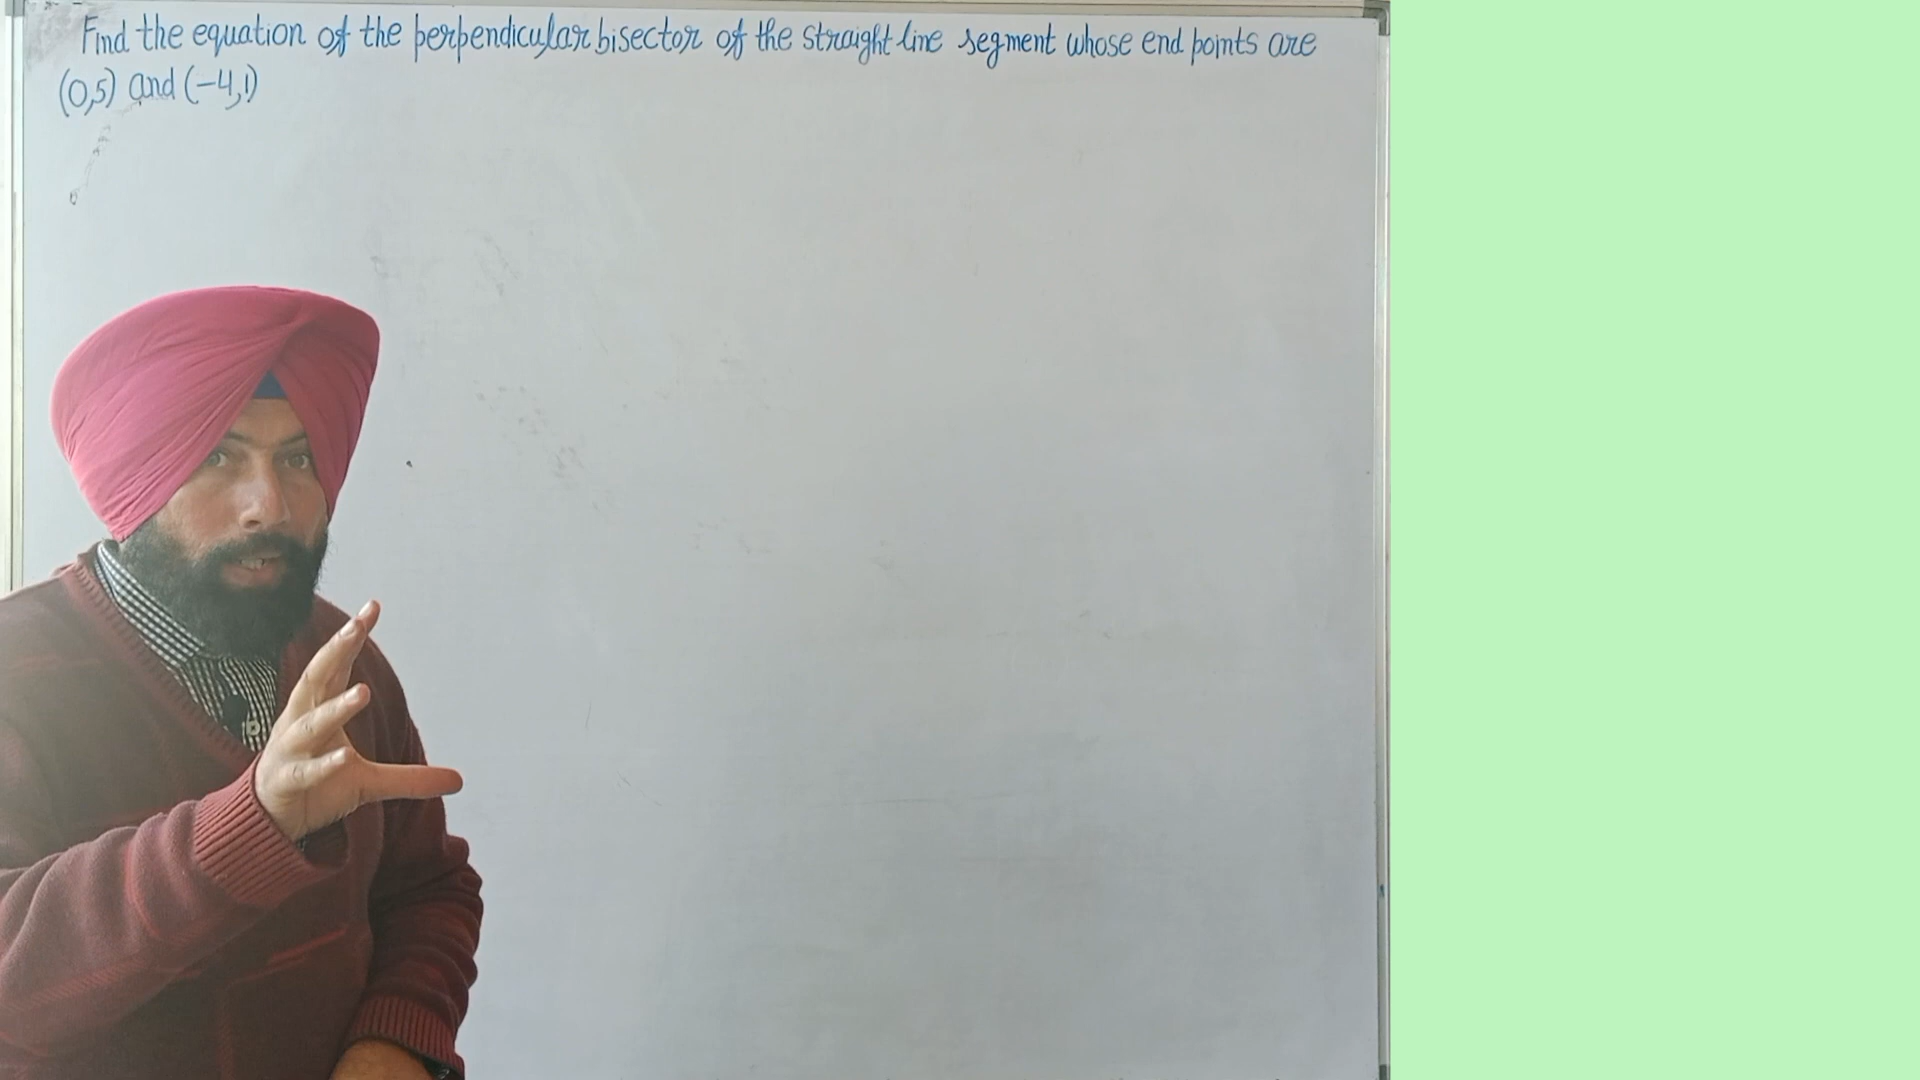 Find the equation of the perpendicular bisector of the straight line segment whose end points are
(0,5) and (-4,1)